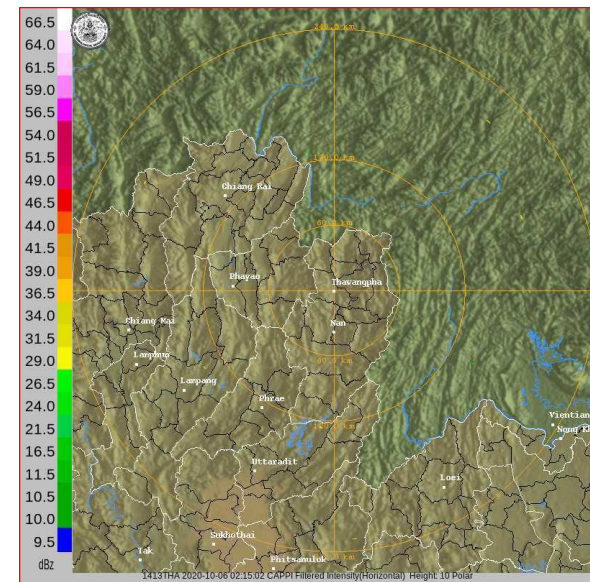 66.5
64.0
61.5
59.0
56.5
54.0
51.5
49.0
46.5
44.0
41.5
39.0
36.5
34.0
31.5
29.0
26.5
24.0
21.5
16.5
11.5
10.5
10.0
9.5
dBz
240.0 km
Chiang Rai
Phayao
Thawangpha
Chiang Mai
Nan
Lamphun
Lampang
Phrae
Vientian
Nong Kh
Uttaradit
Loei
Sukhothai
Tak
Phitsanulok
1413THA 2020-10-06 02:15:02 CAPPI Filtered Intensity(Horizontal) Height: 10 Polar